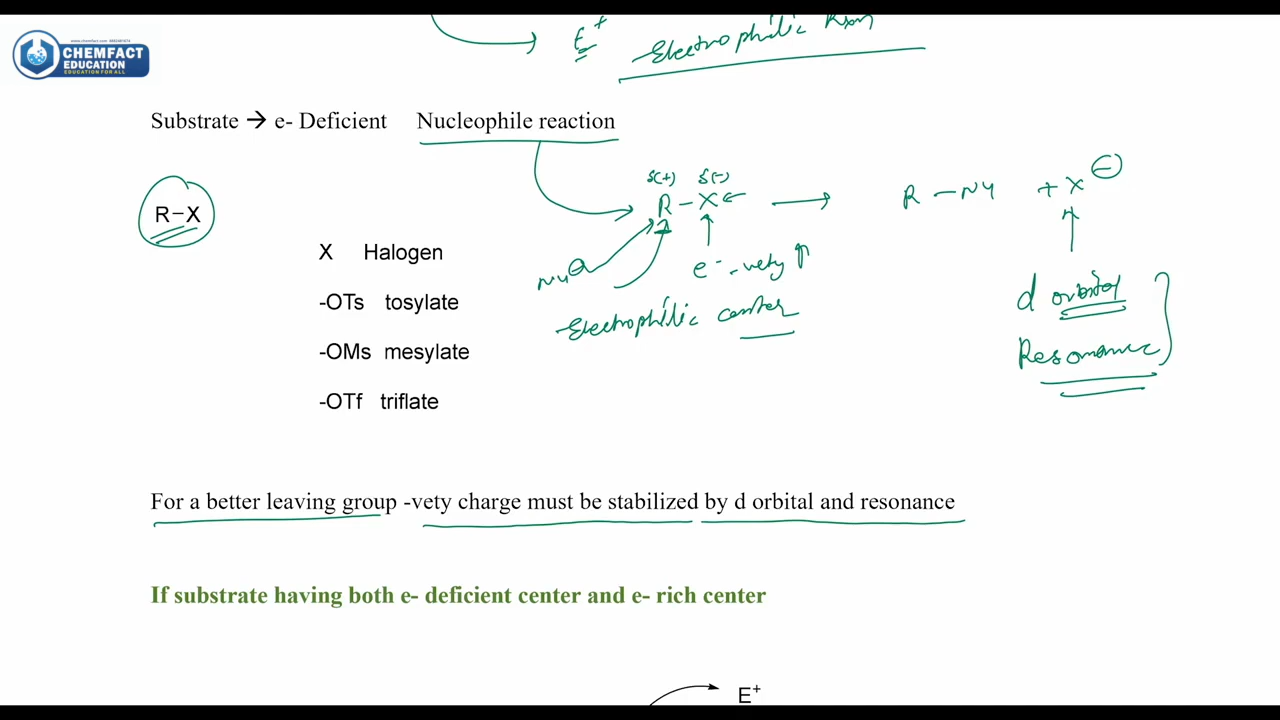 E⁺
Electrophilic Rxn
CHEMFACT
EDUCATION
EDUCATION FOR ALL
Substrate → e- Deficient Nucleophile reaction
R–X
δ(+) δ(-)
R – X ← → R – Nu + X⊖
Nu⊖
e⁻ -vety ↑
Electrophilic center
d orbital
Resonance
X Halogen
-OTs tosylate
-OMs mesylate
-OTf triflate
For a better leaving group -vety charge must be stabilized by d orbital and resonance
If substrate having both e- deficient center and e- rich center
E⁺